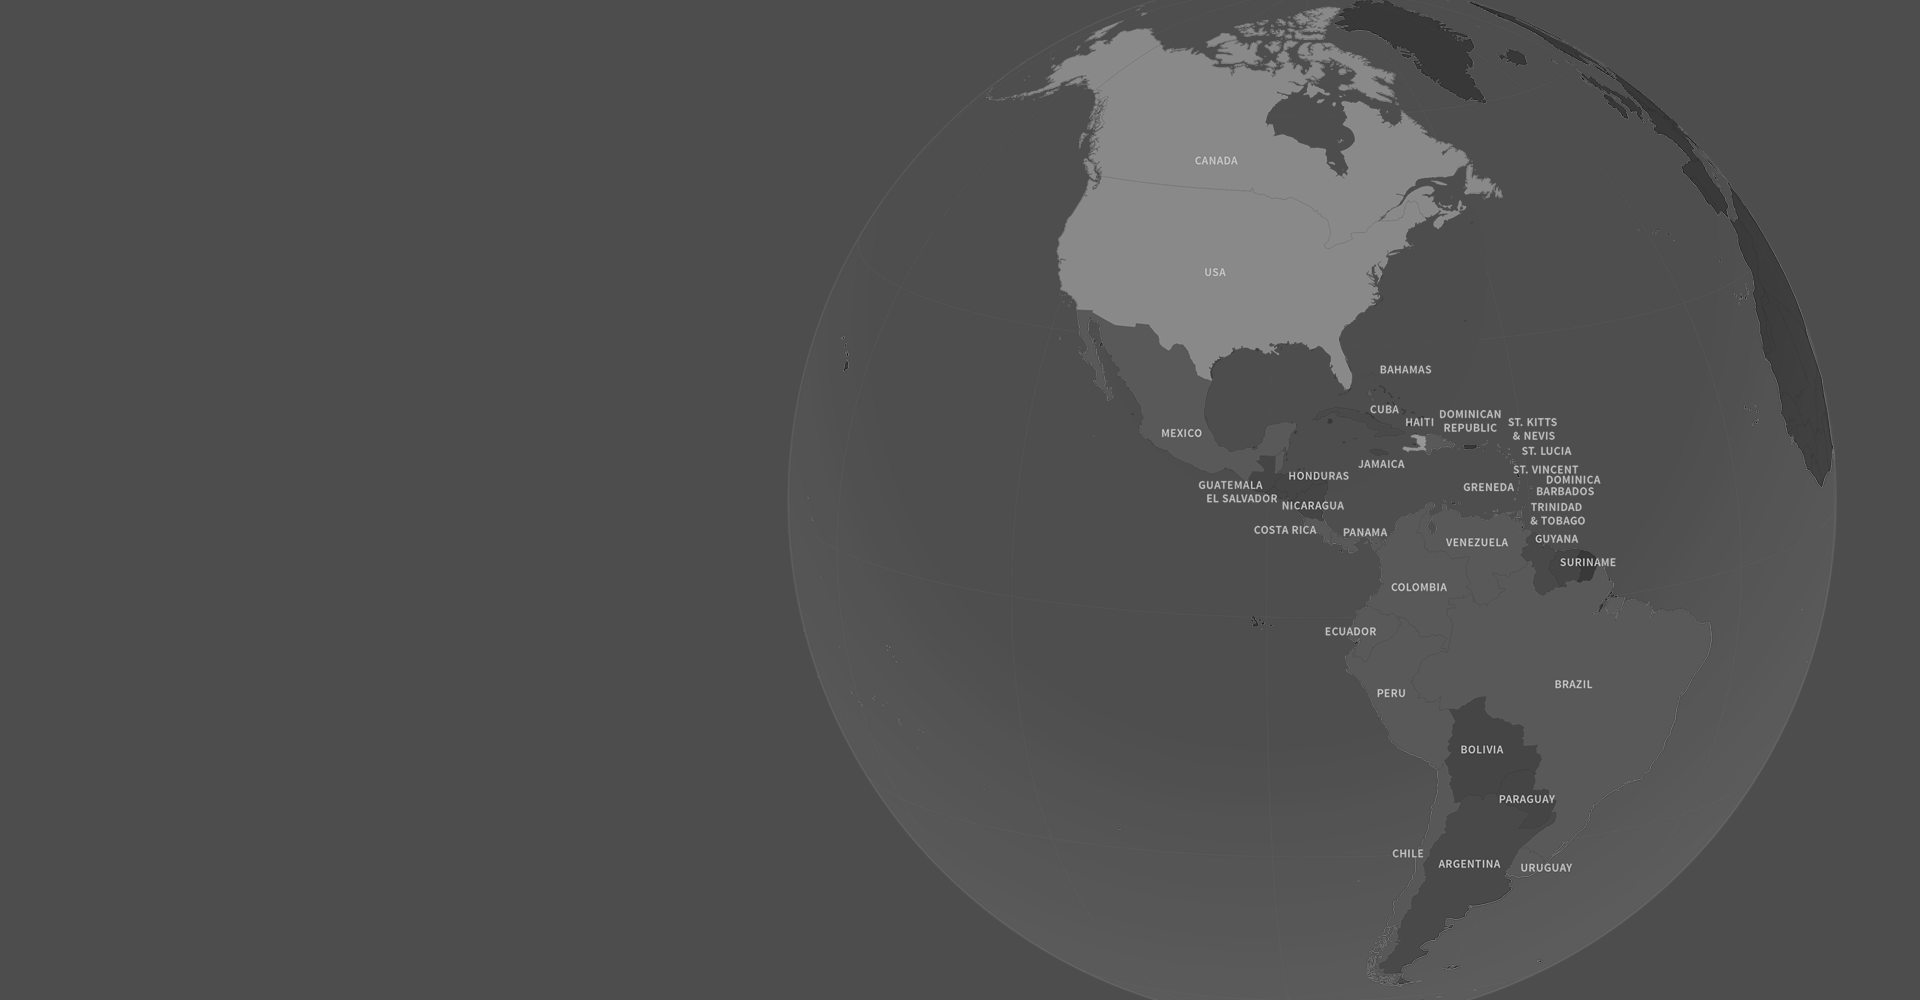 CANADA
USA
BAHAMAS
CUBA
HAITI
DOMINICAN
REPUBLIC
ST. KITTS
& NEVIS
MEXICO
ST. LUCIA
JAMAICA
ST. VINCENT
HONDURAS
DOMINICA
GUATEMALA
GRENEDA
BARBADOS
EL SALVADOR
NICARAGUA
TRINIDAD
& TOBAGO
COSTA RICA
PANAMA
GUYANA
VENEZUELA
SURINAME
COLOMBIA
ECUADOR
BRAZIL
PERU
BOLIVIA
PARAGUAY
CHILE
ARGENTINA
URUGUAY